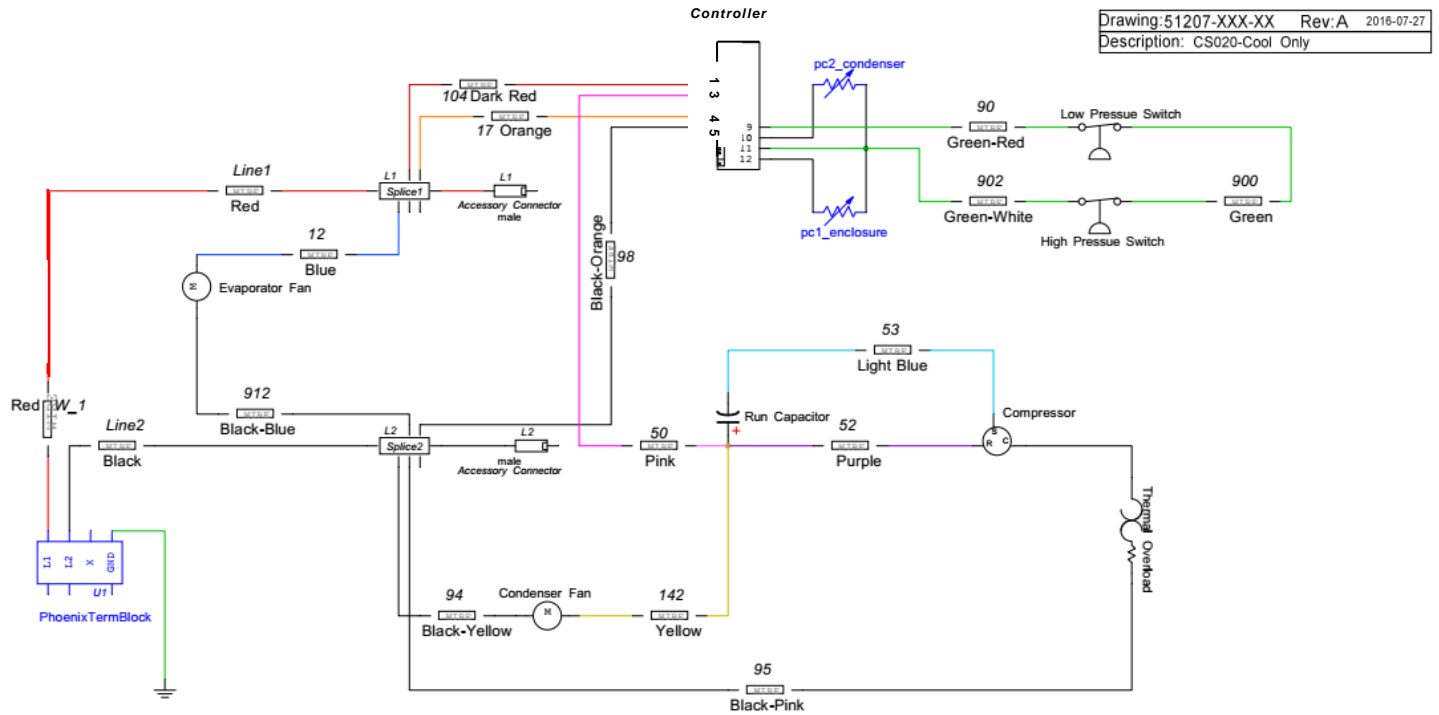 Controller
Drawing:51207-XXX-XX Rev:A 2016-07-27
Description: CS020-Cool Only
pc2_condenser
1
3
4
5
9
10
11
12
104 Dark Red
17 Orange
90
Green-Red
Low Pressue Switch
902
Green-White
High Pressue Switch
900
Green
pc1_enclosure
Line1
Red
L1
Splice1
L1
Accessory Connector
male
12
Blue
M
Evaporator Fan
Black-Orange
98
53
Light Blue
Red
W_1
912
Black-Blue
Line2
Black
L2
Splice2
L2
male
Accessory Connector
50
Pink
Run Capacitor
+
52
Purple
Compressor
S
R
C
Thermal Overload
L1
L2
X
GND
U1
PhoenixTermBlock
94
Black-Yellow
Condenser Fan
M
142
Yellow
95
Black-Pink